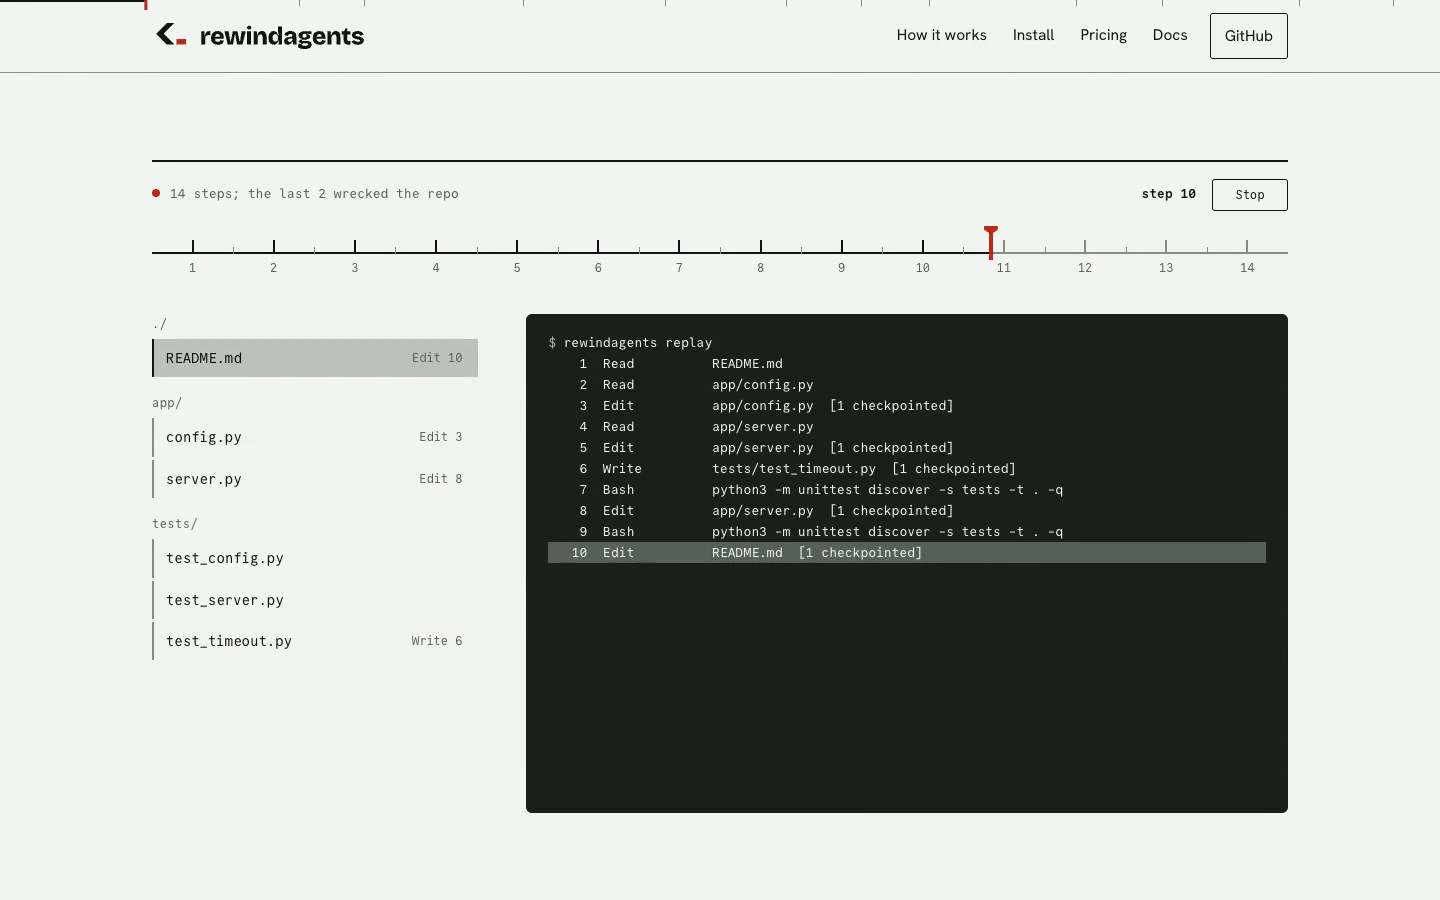 rewindagents
How it works Install Pricing Docs GitHub
14 steps; the last 2 wrecked the repo
step 10 Stop
1 2 3 4 5 6 7 8 9 10 11 12 13 14
./
README.md Edit 10
app/
config.py Edit 3
server.py Edit 8
tests/
test_config.py
test_server.py
test_timeout.py Write 6
$ rewindagents replay
1 Read README.md
2 Read app/config.py
3 Edit app/config.py [1 checkpointed]
4 Read app/server.py
5 Edit app/server.py [1 checkpointed]
6 Write tests/test_timeout.py [1 checkpointed]
7 Bash python3 -m unittest discover -s tests -t . -q
8 Edit app/server.py [1 checkpointed]
9 Bash python3 -m unittest discover -s tests -t . -q
10 Edit README.md [1 checkpointed]